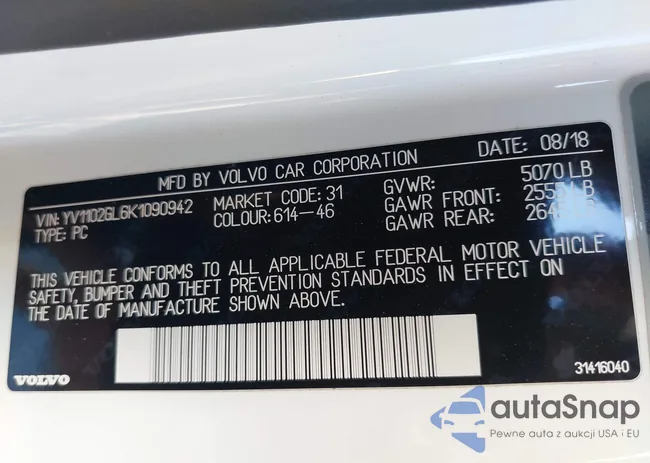 MFD BY VOLVO CAR CORPORATION DATE: 08/18
VIN: YV1102GL6K1090942 MARKET CODE: 31 GVWR: 5070 LB
TYPE: PC COLOUR: 614-46 GAWR FRONT: LB
GAWR REAR:
THIS VEHICLE CONFORMS TO ALL APPLICABLE FEDERAL MOTOR VEHICLE
SAFETY, BUMPER AND THEFT PREVENTION STANDARDS IN EFFECT ON
THE DATE OF MANUFACTURE SHOWN ABOVE.
VOLVO
31416040
autaSnap
Pewne auta z aukcji USA i EU